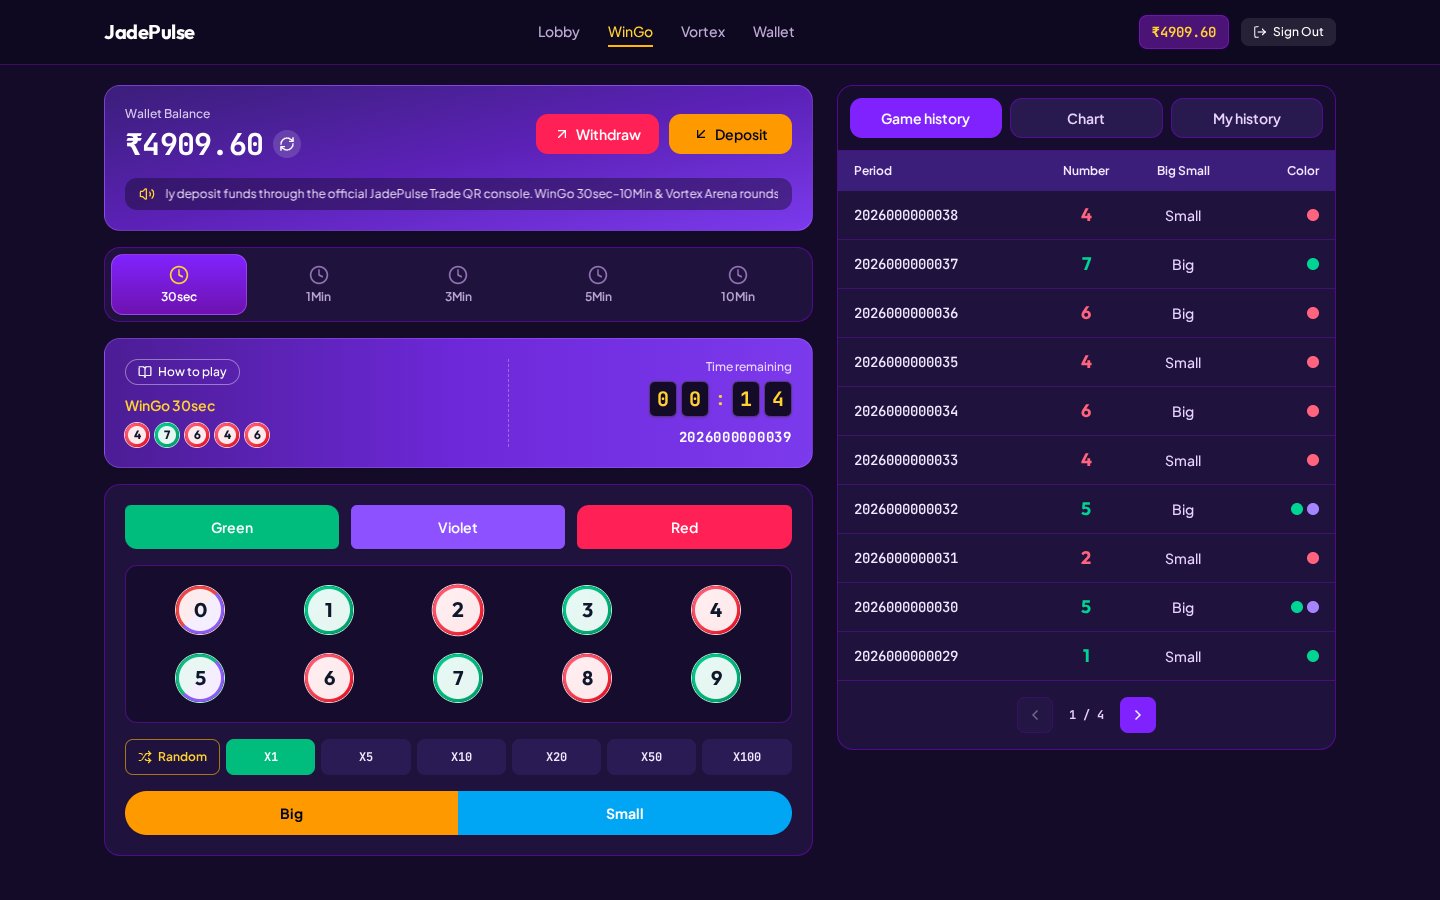 JadePulse
Lobby WinGo Vortex Wallet
₹4909.60 Sign Out
Wallet Balance
₹4909.60
Withdraw Deposit
ly deposit funds through the official JadePulse Trade QR console. WinGo 30sec–10Min & Vortex Arena rounds
30sec 1Min 3Min 5Min 10Min
How to play
WinGo 30sec
4 7 6 4 6
Time remaining
0 0 : 1 4
2026000000039
Green Violet Red
0 1 2 3 4
5 6 7 8 9
Random X1 X5 X10 X20 X50 X100
Big Small
Game history Chart My history
Period Number Big Small Color
2026000000038 4 Small
2026000000037 7 Big
2026000000036 6 Big
2026000000035 4 Small
2026000000034 6 Big
2026000000033 4 Small
2026000000032 5 Big
2026000000031 2 Small
2026000000030 5 Big
2026000000029 1 Small
1 / 4